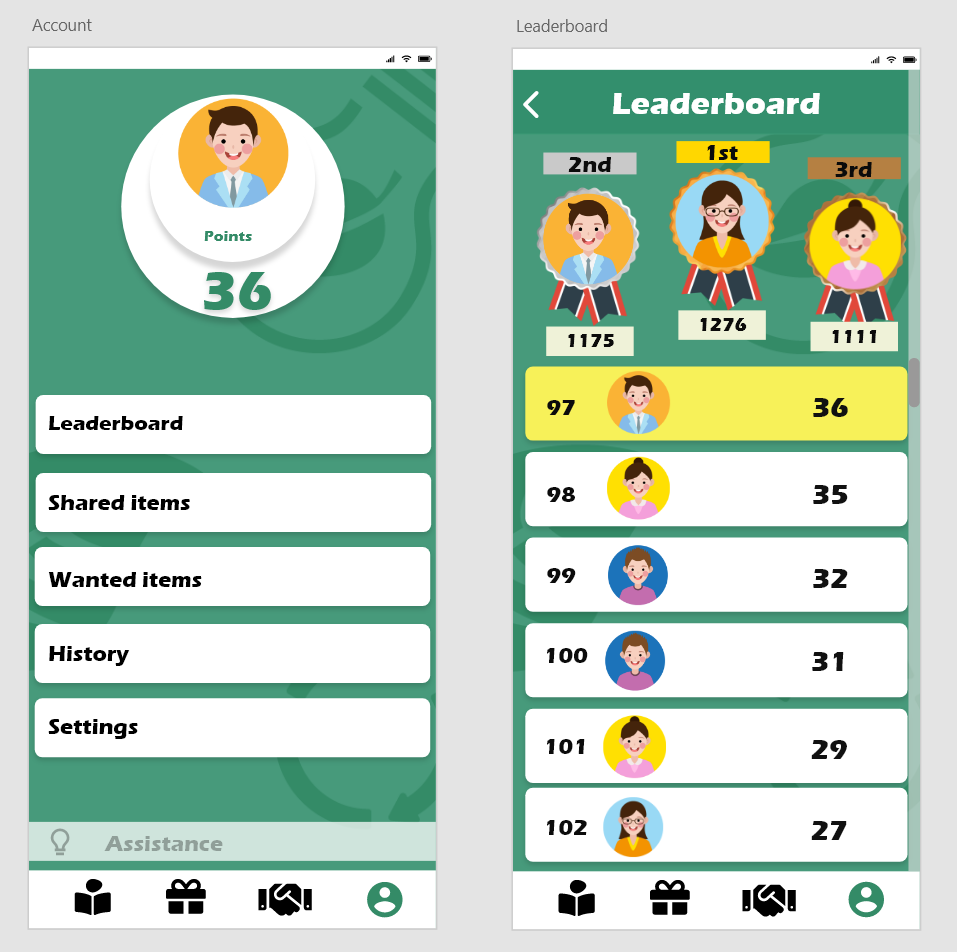 Account
Points
36
Leaderboard
Shared items
Wanted items
History
Settings
Assistance
Leaderboard
Leaderboard
2nd
1st
3rd
1175
1276
1111
97 36
98 35
99 32
100 31
101 29
102 27